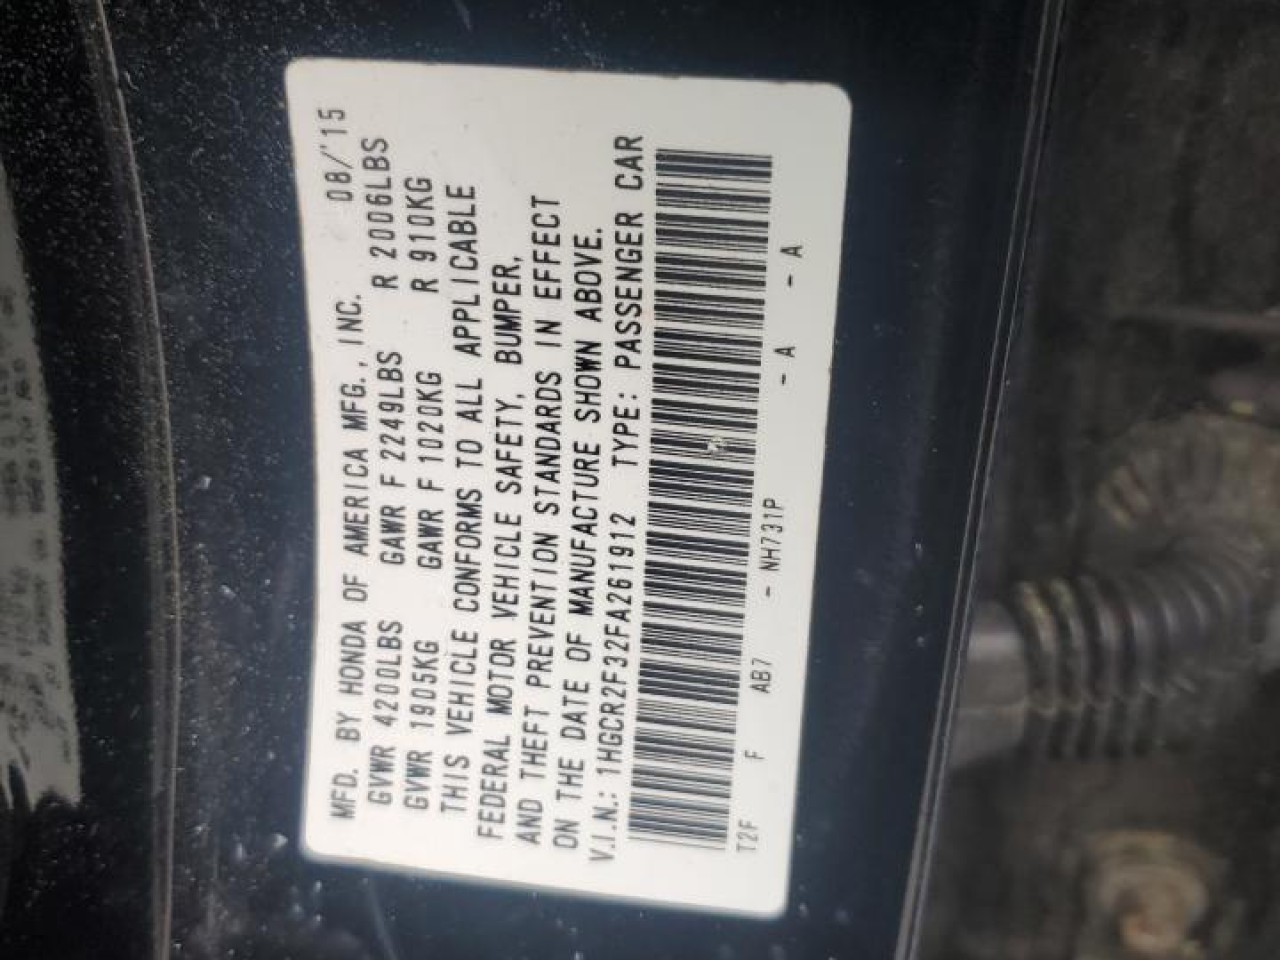 MFD. BY HONDA OF AMERICA MFG., INC. 08/'15
GVWR 4200LBS GAWR F 2249LBS R 2006LBS
GVWR 1905KG GAWR F 1020KG R 910KG
THIS VEHICLE CONFORMS TO ALL APPLICABLE
FEDERAL MOTOR VEHICLE SAFETY, BUMPER,
AND THEFT PREVENTION STANDARDS IN EFFECT
ON THE DATE OF MANUFACTURE SHOWN ABOVE.
V.I.N.: 1HGCR2F32FA261912 TYPE: PASSENGER CAR
T2F F AB7 - NH731P - A - A